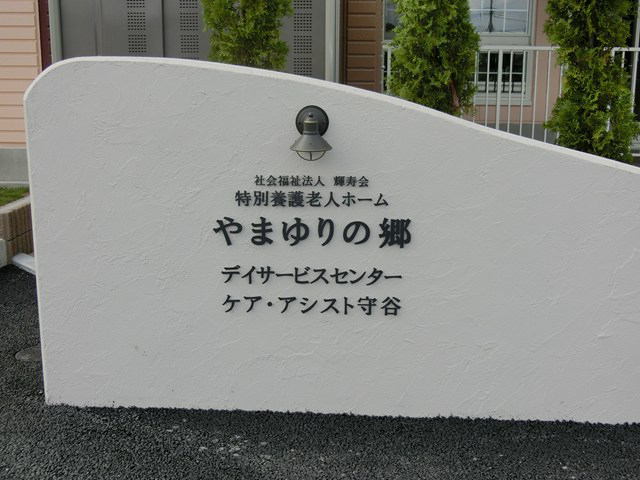 社会福祉法人 輝寿会
特別養護老人ホーム
やまゆりの郷
デイサービスセンター
ケア・アシスト守谷